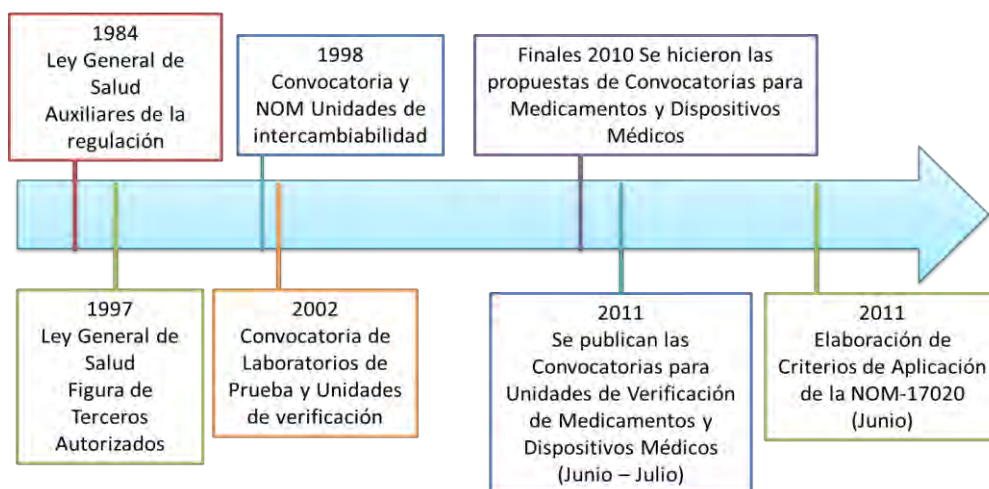 1984
Ley General de
Salud
Auxiliares de la
regulación
1998
Convocatoria y
NOM Unidades de
intercambiabilidad
Finales 2010 Se hicieron las
propuestas de Convocatorias para
Medicamentos y Dispositivos
Médicos
1997
Ley General de
Salud
Figura de
Terceros
Autorizados
2002
Convocatoria de
Laboratorios de
Prueba y Unidades
de verificación
2011
Se publican las
Convocatorias para
Unidades de Verificación
de Medicamentos y
Dispositivos Médicos
(Junio – Julio)
2011
Elaboración de
Criterios de Aplicación
de la NOM-17020
(Junio)